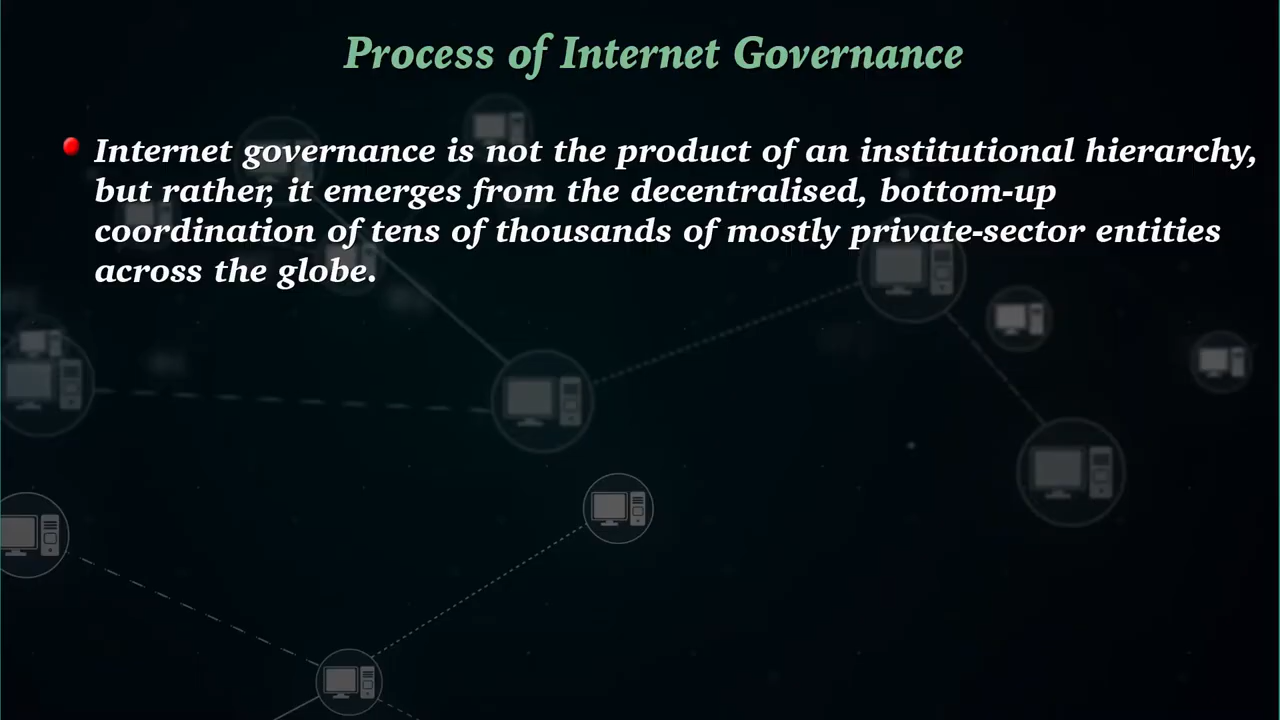 Process of Internet Governance
Internet governance is not the product of an institutional hierarchy,
but rather, it emerges from the decentralised, bottom-up
coordination of tens of thousands of mostly private-sector entities
across the globe.